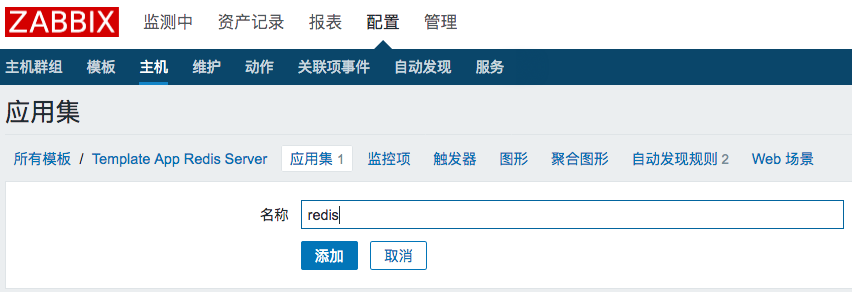 ZABBIX 监测中 资产记录 报表 配置 管理
主机群组 模板 主机 维护 动作 关联项事件 自动发现 服务
应用集
所有模板 / Template App Redis Server 应用集 1 监控项 触发器 图形 聚合图形 自动发现规则 2 Web 场景
名称 redis
添加 取消